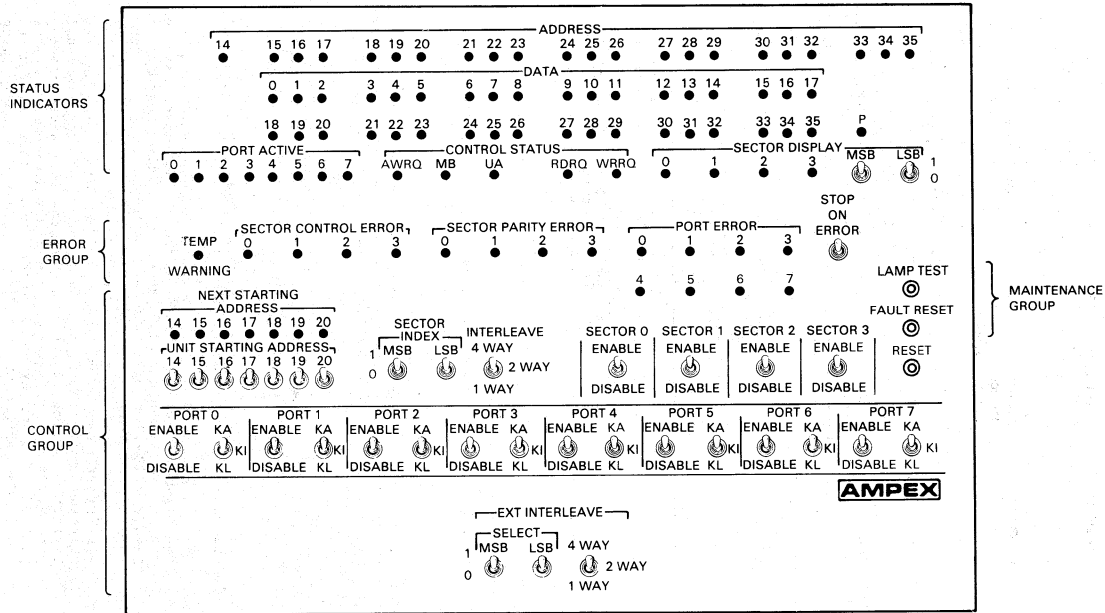 ADDRESS
14 15 16 17 18 19 20 21 22 23 24 25 26 27 28 29 30 31 32 33 34 35
STATUS INDICATORS
DATA
0 1 2 3 4 5 6 7 8 9 10 11 12 13 14 15 16 17
18 19 20 21 22 23 24 25 26 27 28 29 30 31 32 33 34 35 P
PORT ACTIVE CONTROL STATUS SECTOR DISPLAY
0 1 2 3 4 5 6 7 AWRQ MB UA RDRQ WRRQ 0 1 2 3 MSB LSB 1
0
STOP
ON
ERROR
ERROR
GROUP
TEMP
WARNING
SECTOR CONTROL ERROR SECTOR PARITY ERROR PORT ERROR
0 1 2 3 0 1 2 3 0 1 2 3
4 5 6 7
LAMP TEST
FAULT RESET
RESET
MAINTENANCE
GROUP
NEXT STARTING
ADDRESS
14 15 16 17 18 19 20
UNIT STARTING ADDRESS
14 15 16 17 18 19 20
SECTOR
INDEX
1 MSB LSB
0
INTERLEAVE
4 WAY
2 WAY
1 WAY
SECTOR 0 SECTOR 1 SECTOR 2 SECTOR 3
ENABLE ENABLE ENABLE ENABLE
DISABLE DISABLE DISABLE DISABLE
CONTROL
GROUP
PORT 0 PORT 1 PORT 2 PORT 3 PORT 4 PORT 5 PORT 6 PORT 7
ENABLE KA ENABLE KA ENABLE KA ENABLE KA ENABLE KA ENABLE KA ENABLE KA ENABLE KA
KI KI KI KI KI KI KI KI
DISABLE KL DISABLE KL DISABLE KL DISABLE KL DISABLE KL DISABLE KL DISABLE KL DISABLE KL
AMPEX
EXT INTERLEAVE
SELECT
1 MSB LSB 4 WAY
0 2 WAY
1 WAY